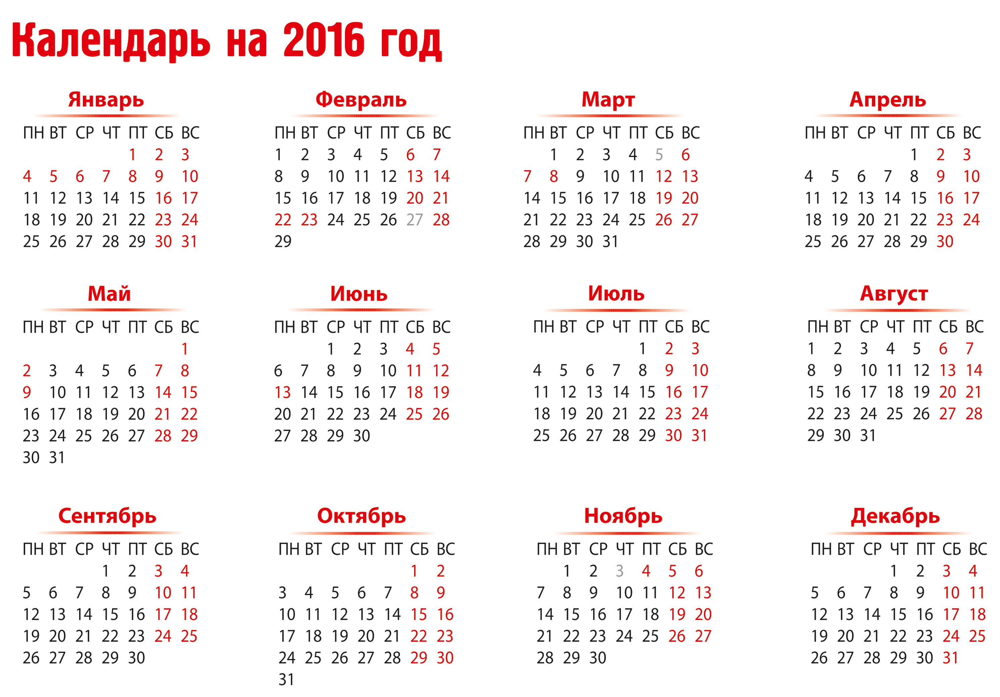 Календарь на 2016 год
Январь
ПН ВТ СР ЧТ ПТ СБ ВС
1 2 3
4 5 6 7 8 9 10
11 12 13 14 15 16 17
18 19 20 21 22 23 24
25 26 27 28 29 30 31
Февраль
ПН ВТ СР ЧТ ПТ СБ ВС
1 2 3 4 5 6 7
8 9 10 11 12 13 14
15 16 17 18 19 20 21
22 23 24 25 26 27 28
29
Март
ПН ВТ СР ЧТ ПТ СБ ВС
1 2 3 4 5 6
7 8 9 10 11 12 13
14 15 16 17 18 19 20
21 22 23 24 25 26 27
28 29 30 31
Апрель
ПН ВТ СР ЧТ ПТ СБ ВС
1 2 3
4 5 6 7 8 9 10
11 12 13 14 15 16 17
18 19 20 21 22 23 24
25 26 27 28 29 30
Май
ПН ВТ СР ЧТ ПТ СБ ВС
1
2 3 4 5 6 7 8
9 10 11 12 13 14 15
16 17 18 19 20 21 22
23 24 25 26 27 28 29
30 31
Июнь
ПН ВТ СР ЧТ ПТ СБ ВС
1 2 3 4 5
6 7 8 9 10 11 12
13 14 15 16 17 18 19
20 21 22 23 24 25 26
27 28 29 30
Июль
ПН ВТ СР ЧТ ПТ СБ ВС
1 2 3
4 5 6 7 8 9 10
11 12 13 14 15 16 17
18 19 20 21 22 23 24
25 26 27 28 29 30 31
Август
ПН ВТ СР ЧТ ПТ СБ ВС
1 2 3 4 5 6 7
8 9 10 11 12 13 14
15 16 17 18 19 20 21
22 23 24 25 26 27 28
29 30 31
Сентябрь
ПН ВТ СР ЧТ ПТ СБ ВС
1 2 3 4
5 6 7 8 9 10 11
12 13 14 15 16 17 18
19 20 21 22 23 24 25
26 27 28 29 30
Октябрь
ПН ВТ СР ЧТ ПТ СБ ВС
1 2
3 4 5 6 7 8 9
10 11 12 13 14 15 16
17 18 19 20 21 22 23
24 25 26 27 28 29 30
31
Ноябрь
ПН ВТ СР ЧТ ПТ СБ ВС
1 2 3 4 5 6
7 8 9 10 11 12 13
14 15 16 17 18 19 20
21 22 23 24 25 26 27
28 29 30
Декабрь
ПН ВТ СР ЧТ ПТ СБ ВС
1 2 3 4
5 6 7 8 9 10 11
12 13 14 15 16 17 18
19 20 21 22 23 24 25
26 27 28 29 30 31